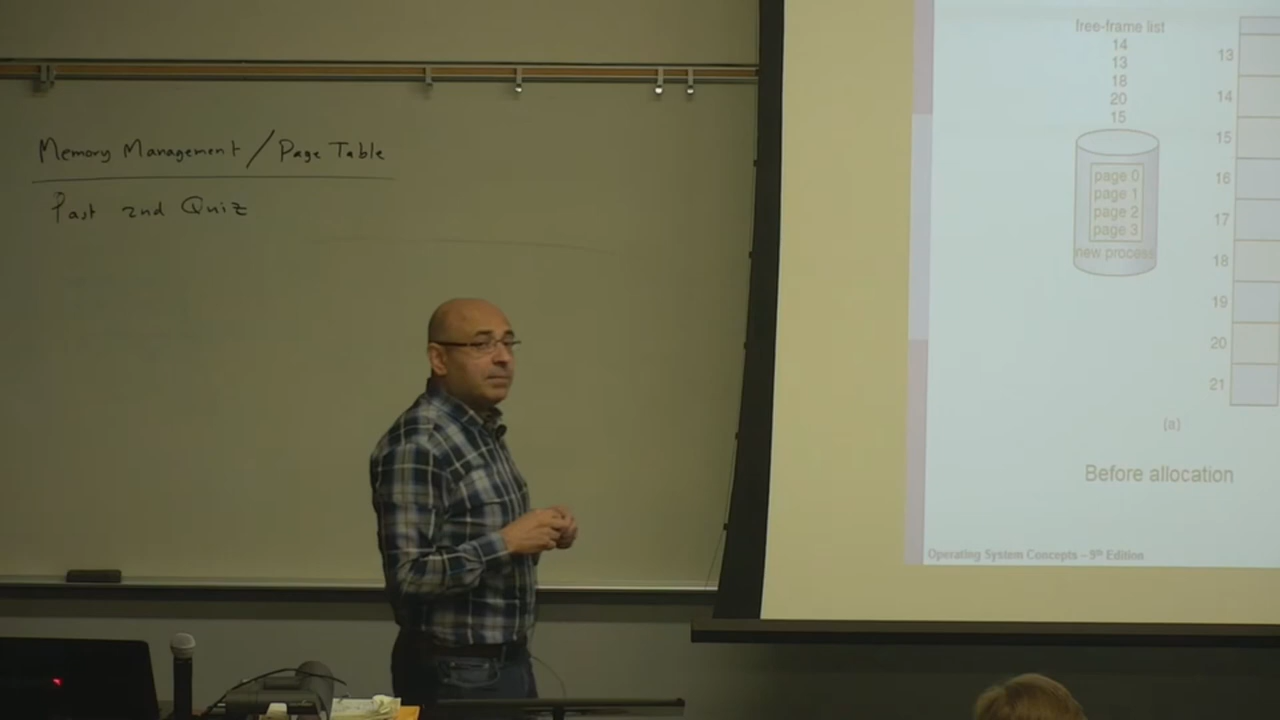 Memory Management / Page Table
Past 2nd Quiz
free-frame list
14
13
18
20
15
page 0
page 1
page 2
page 3
new process
13
14
15
16
17
18
19
20
21
(a)
Before allocation
Operating System Concepts – 9th Edition